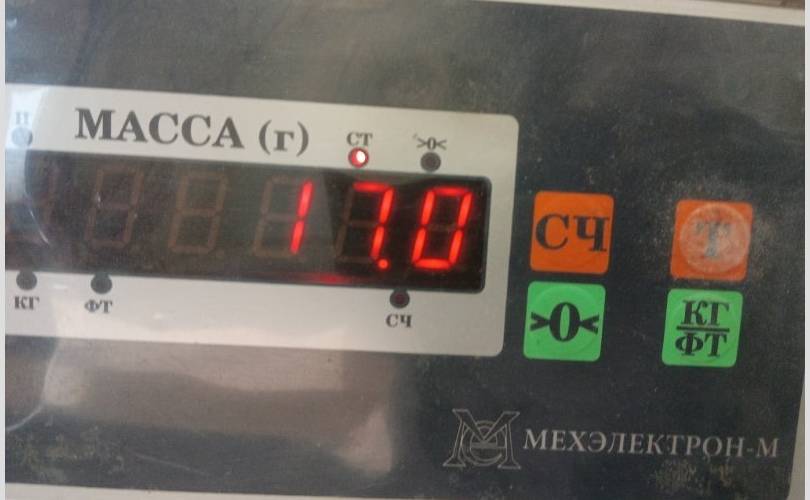 П
МАССА (г)
СТ
>0<
17.0
КГ
ФТ
СЧ
СЧ
Т
>0<
КГ
ФТ
МЕХЭЛЕКТРОН-М